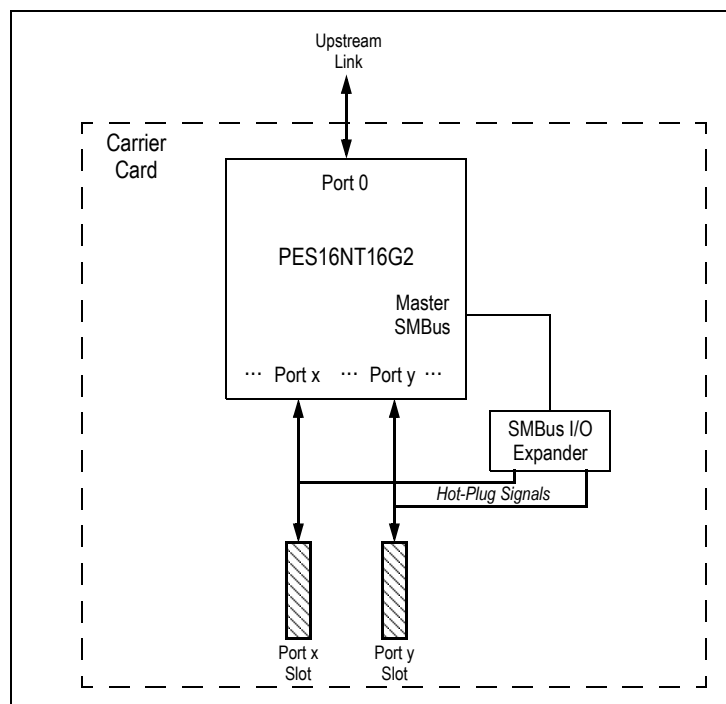 Upstream
Link
Carrier
Card
Port 0
PES16NT16G2
Master
SMBus
··· Port x ··· Port y ···
SMBus I/O
Expander
Hot-Plug Signals
Port x
Slot
Port y
Slot